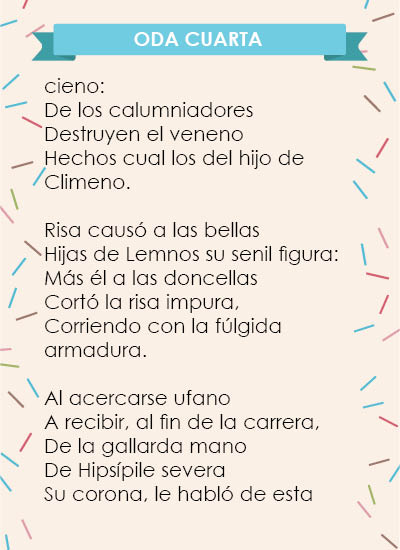 ODA CUARTA
cieno:
De los calumniadores
Destruyen el veneno
Hechos cual los del hijo de
Climeno.
Risa causó a las bellas
Hijas de Lemnos su senil figura:
Más él a las doncellas
Cortó la risa impura,
Corriendo con la fúlgida
armadura.
Al acercarse ufano
A recibir, al fin de la carrera,
De la gallarda mano
De Hipsípile severa
Su corona, le habló de esta